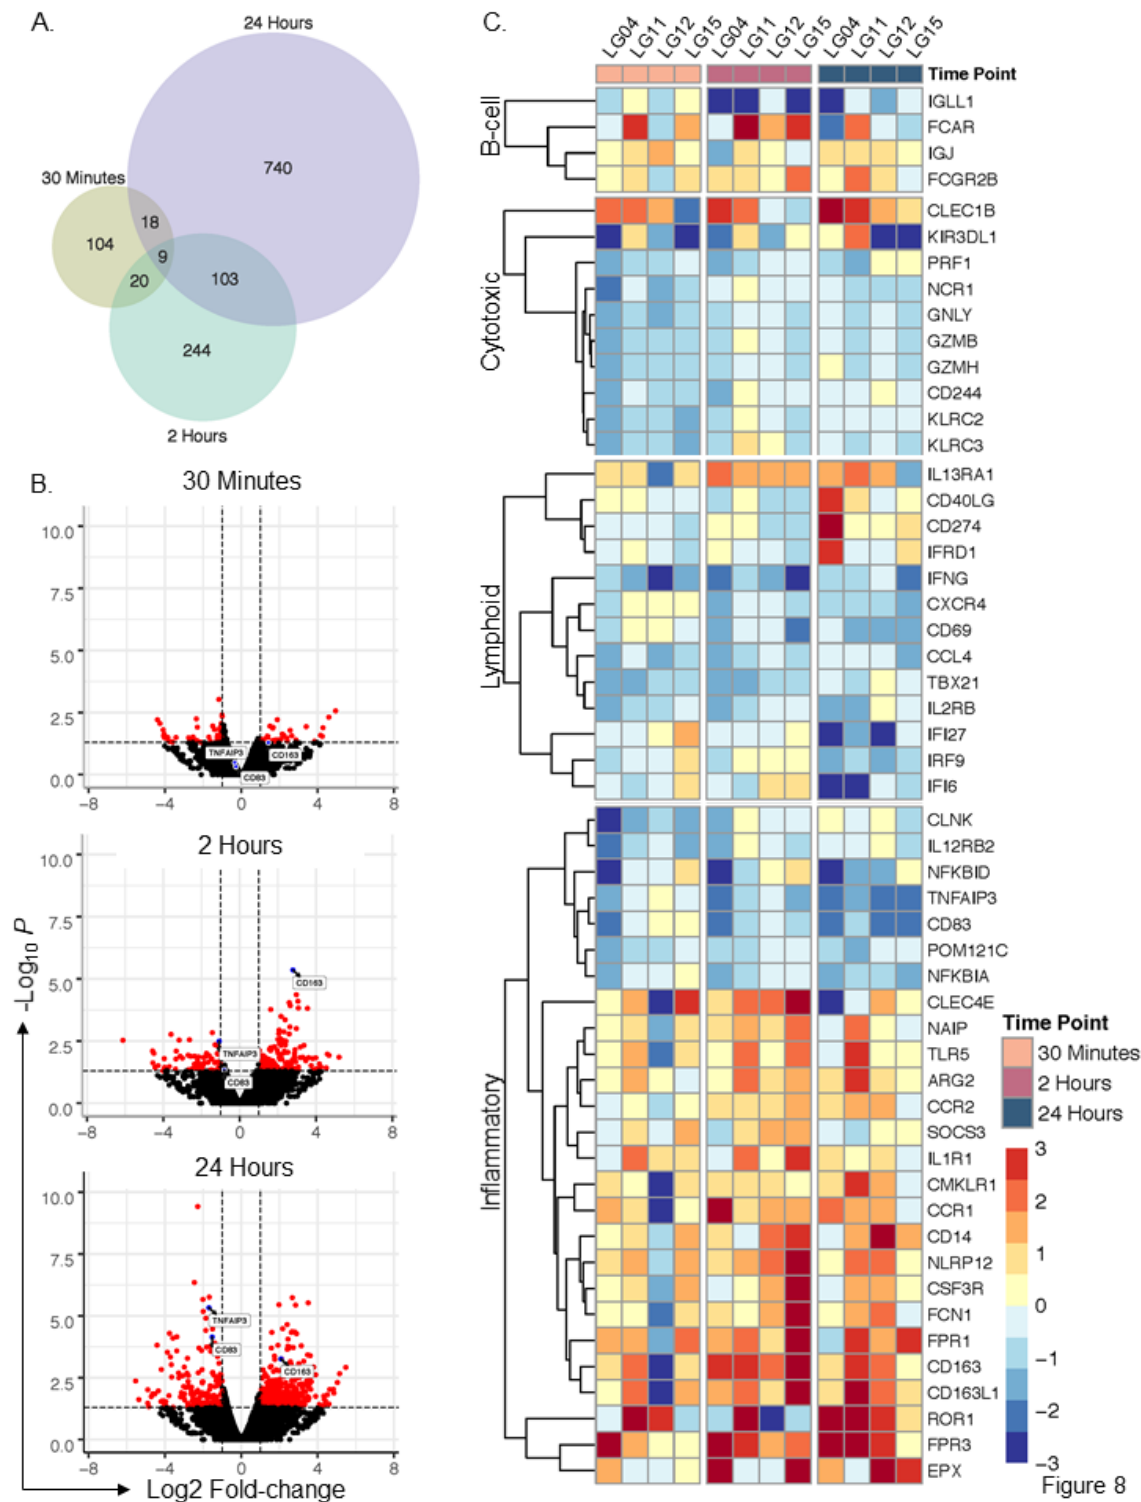 A.
24 Hours
740
30 Minutes
18
104
9
20
103
244
2 Hours
B.
30 Minutes
10.0
7.5
5.0
2.5
0.0
TNFAIP3
CD163
CD83
−8
−4
0
4
8
2 Hours
10.0
7.5
5.0
2.5
0.0
CD163
TNFAIP3
CD83
−8
−4
0
4
8
24 Hours
10.0
7.5
5.0
2.5
0.0
TNFAIP3
CD83
CD163
−8
−4
0
4
8
-Log10 P
Log2 Fold-change
C.
LG04 LG11 LG12 LG15 LG04 LG11 LG12 LG15 LG04 LG11 LG12 LG15
Time Point
B-cell
IGLL1
FCAR
IGJ
FCGR2B
Cytotoxic
CLEC1B
KIR3DL1
PRF1
NCR1
GNLY
GZMB
GZMH
CD244
KLRC2
KLRC3
Lymphoid
IL13RA1
CD40LG
CD274
IFRD1
IFNG
CXCR4
CD69
CCL4
TBX21
IL2RB
IFI27
IRF9
IFI6
Inflammatory
CLNK
IL12RB2
NFKBID
TNFAIP3
CD83
POM121C
NFKBIA
CLEC4E
NAIP
TLR5
ARG2
CCR2
SOCS3
IL1R1
CMKLR1
CCR1
CD14
NLRP12
CSF3R
FCN1
FPR1
CD163
CD163L1
ROR1
FPR3
EPX
Time Point
30 Minutes
2 Hours
24 Hours
3
2
1
0
−1
−2
−3
Figure 8